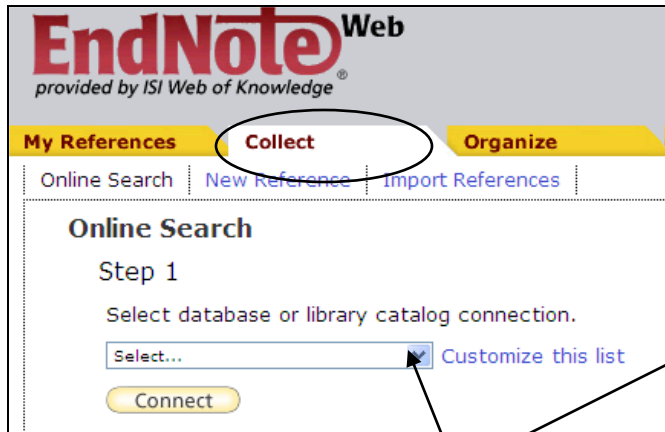 EndNote Web
provided by ISI Web of Knowledge ®
My References Collect Organize
Online Search New Reference Import References
Online Search
Step 1
Select database or library catalog connection.
Select... Customize this list
Connect